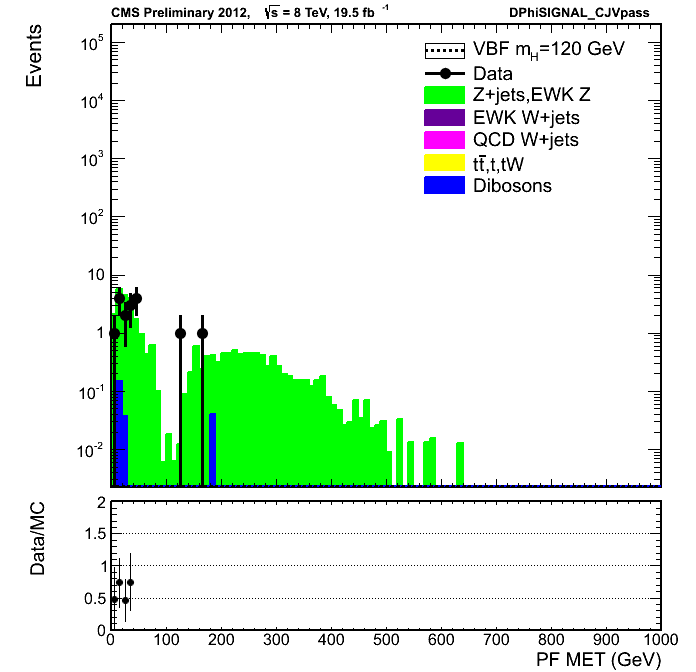 CMS Preliminary 2012, √s = 8 TeV, 19.5 fb⁻¹ DPhiSIGNAL_CJVpass
Events
10⁵
10⁴
10³
10²
10
1
10⁻¹
10⁻²
VBF m_H=120 GeV
Data
Z+jets,EWK Z
EWK W+jets
QCD W+jets
tt̅,t,tW
Dibosons
Data/MC
2
1.5
1
0.5
0
0 100 200 300 400 500 600 700 800 900 1000
PF MET (GeV)